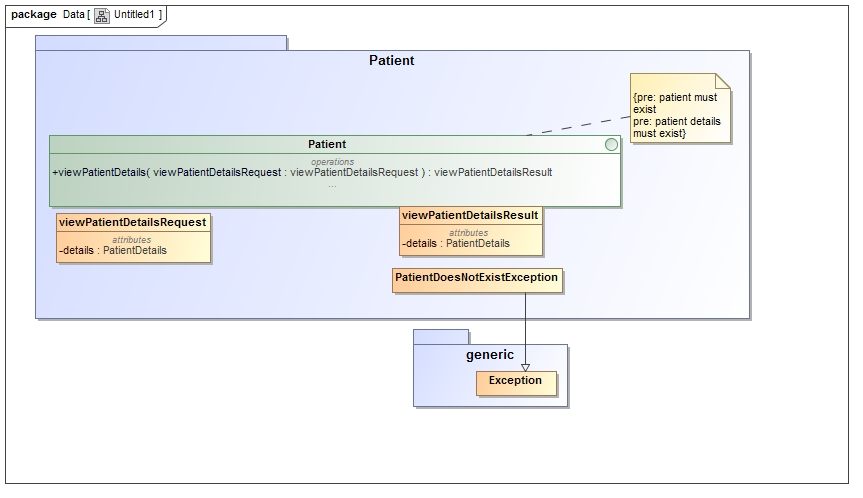 package Data [ Untitled1 ]
Patient
{pre: patient must
exist
pre: patient details
must exist}
Patient
operations
+viewPatientDetails( viewPatientDetailsRequest : viewPatientDetailsRequest ) : viewPatientDetailsResult
...
viewPatientDetailsRequest
attributes
-details : PatientDetails
viewPatientDetailsResult
attributes
-details : PatientDetails
PatientDoesNotExistException
generic
Exception